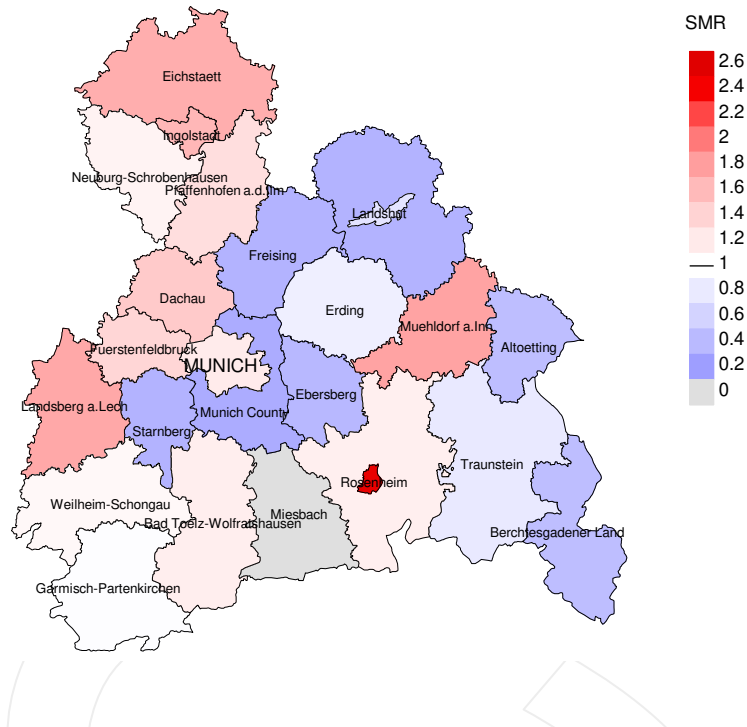 SMR
2.6
2.4
2.2
2
1.8
1.6
1.4
1.2
1
0.8
0.6
0.4
0.2
0
Eichstaett
Ingolstadt
Neuburg-Schrobenhausen
Pfaffenhofen a.d.Ilm
Landshut
Freising
Dachau
Erding
Muehldorf a.Inn
Altoetting
Fuerstenfeldbruck
MUNICH
Ebersberg
Landsberg a.Lech
Munich County
Starnberg
Traunstein
Rosenheim
Weilheim-Schongau
Miesbach
Bad Toelz-Wolfratshausen
Berchtesgadener Land
Garmisch-Partenkirchen